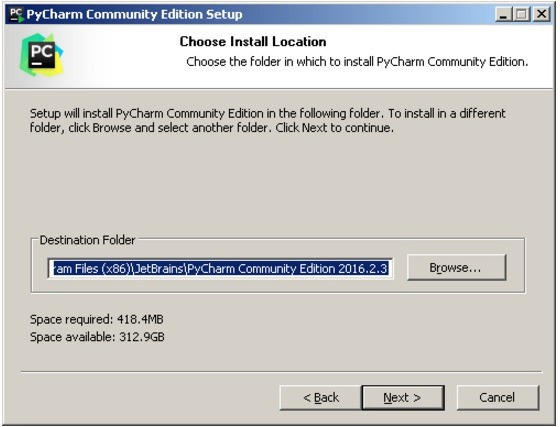 PyCharm Community Edition Setup
PC
Choose Install Location
Choose the folder in which to install PyCharm Community Edition.
Setup will install PyCharm Community Edition in the following folder. To install in a different
folder, click Browse and select another folder. Click Next to continue.
Destination Folder
ram Files (x86)\JetBrains\PyCharm Community Edition 2016.2.3
Browse...
Space required: 418.4MB
Space available: 312.9GB
< Back
Next >
Cancel